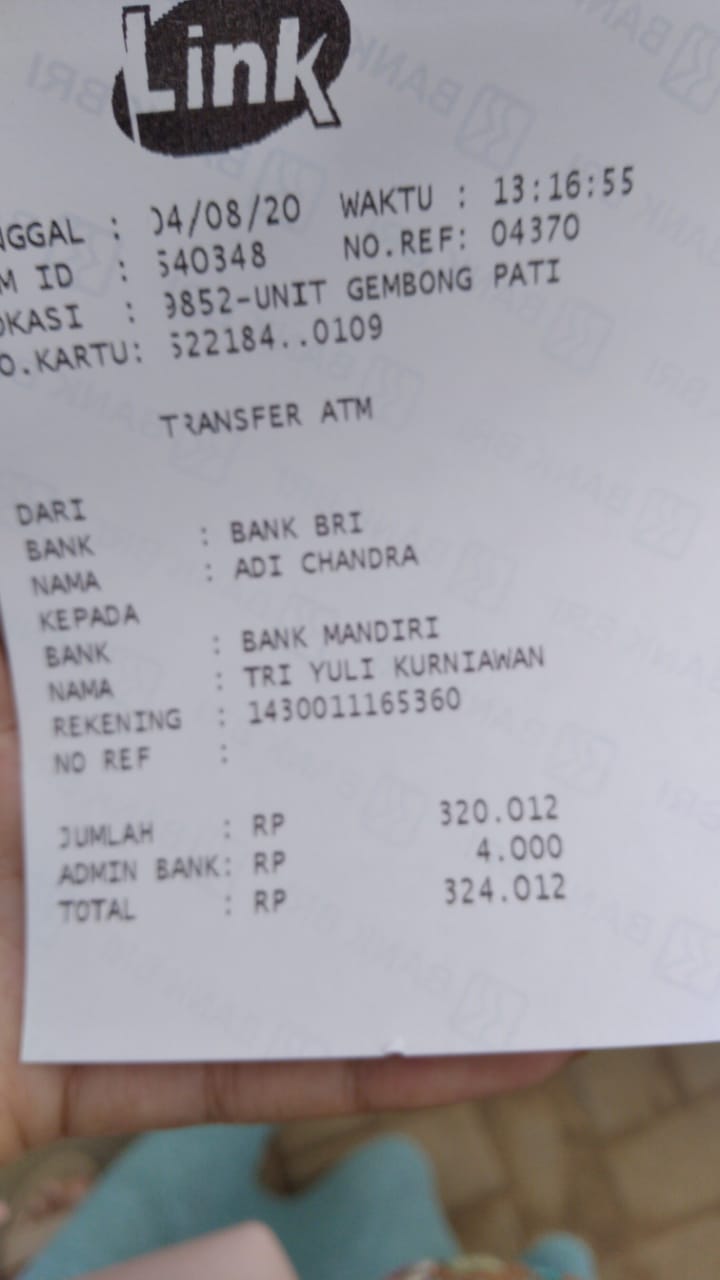 Link
NGGAL : 04/08/20 WAKTU : 13:16:55
M ID : 540348 NO.REF: 04370
OKASI : 9852-UNIT GEMBONG PATI
O.KARTU: 522184..0109
TRANSFER ATM
DARI
BANK : BANK BRI
NAMA : ADI CHANDRA
KEPADA
BANK : BANK MANDIRI
NAMA : TRI YULI KURNIAWAN
REKENING : 1430011165360
NO REF :
JUMLAH : RP 320.012
ADMIN BANK: RP 4.000
TOTAL : RP 324.012